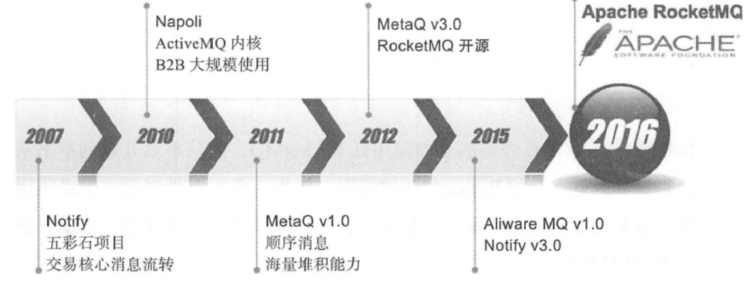 Napoli
ActiveMQ 内核
B2B 大规模使用
MetaQ v3.0
RocketMQ 开源
Apache RocketMQ
THE
APACHE®
SOFTWARE FOUNDATION
2007
2010
2011
2012
2015
2016
Notify
五彩石项目
交易核心消息流转
MetaQ v1.0
顺序消息
海量堆积能力
Aliware MQ v1.0
Notify v3.0